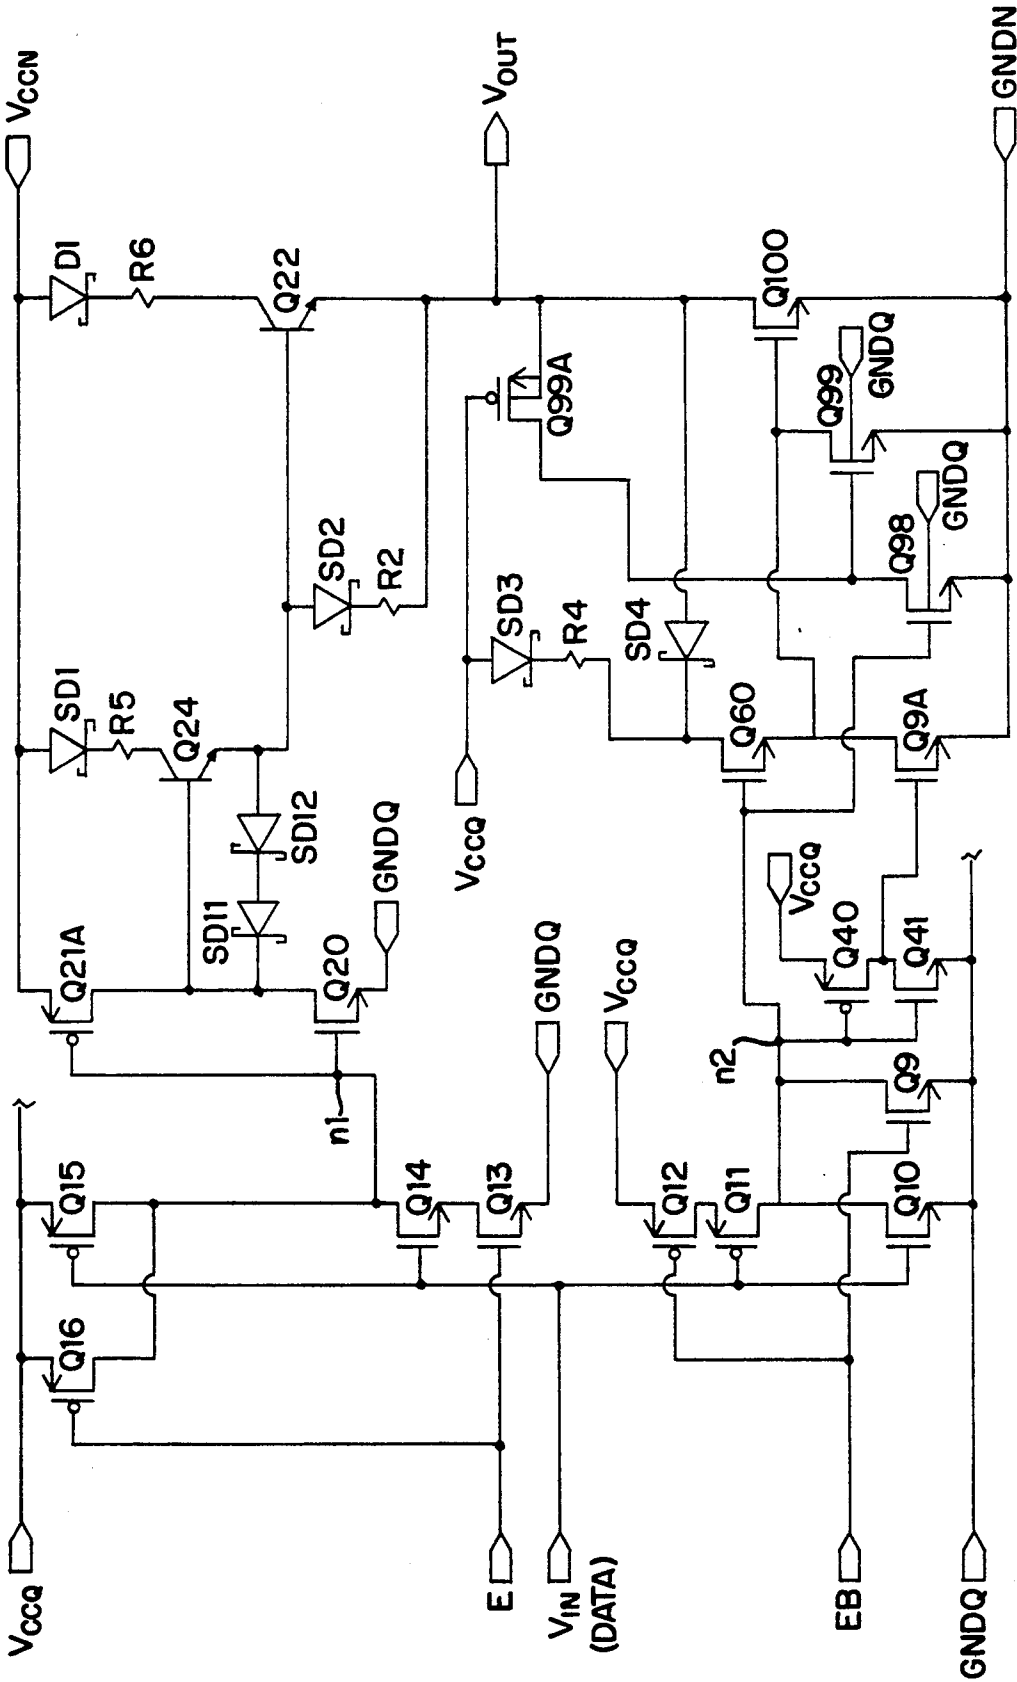 VCCQ
E
VIN
(DATA)
EB
GNDQ
Q16
Q15
Q14
Q13
GNDQ
VCCQ
Q12
Q11
Q10
Q9
n1
n2
Q21A
Q20
GNDQ
SD11
SD12
SD1
R5
Q24
VCCQ
VCCQ
Q40
Q41
SD3
R4
SD4
Q60
Q9A
SD2
R2
Q99A
Q98
GNDQ
Q99
GNDQ
D1
R6
Q22
Q100
VCCN
VOUT
GNDN